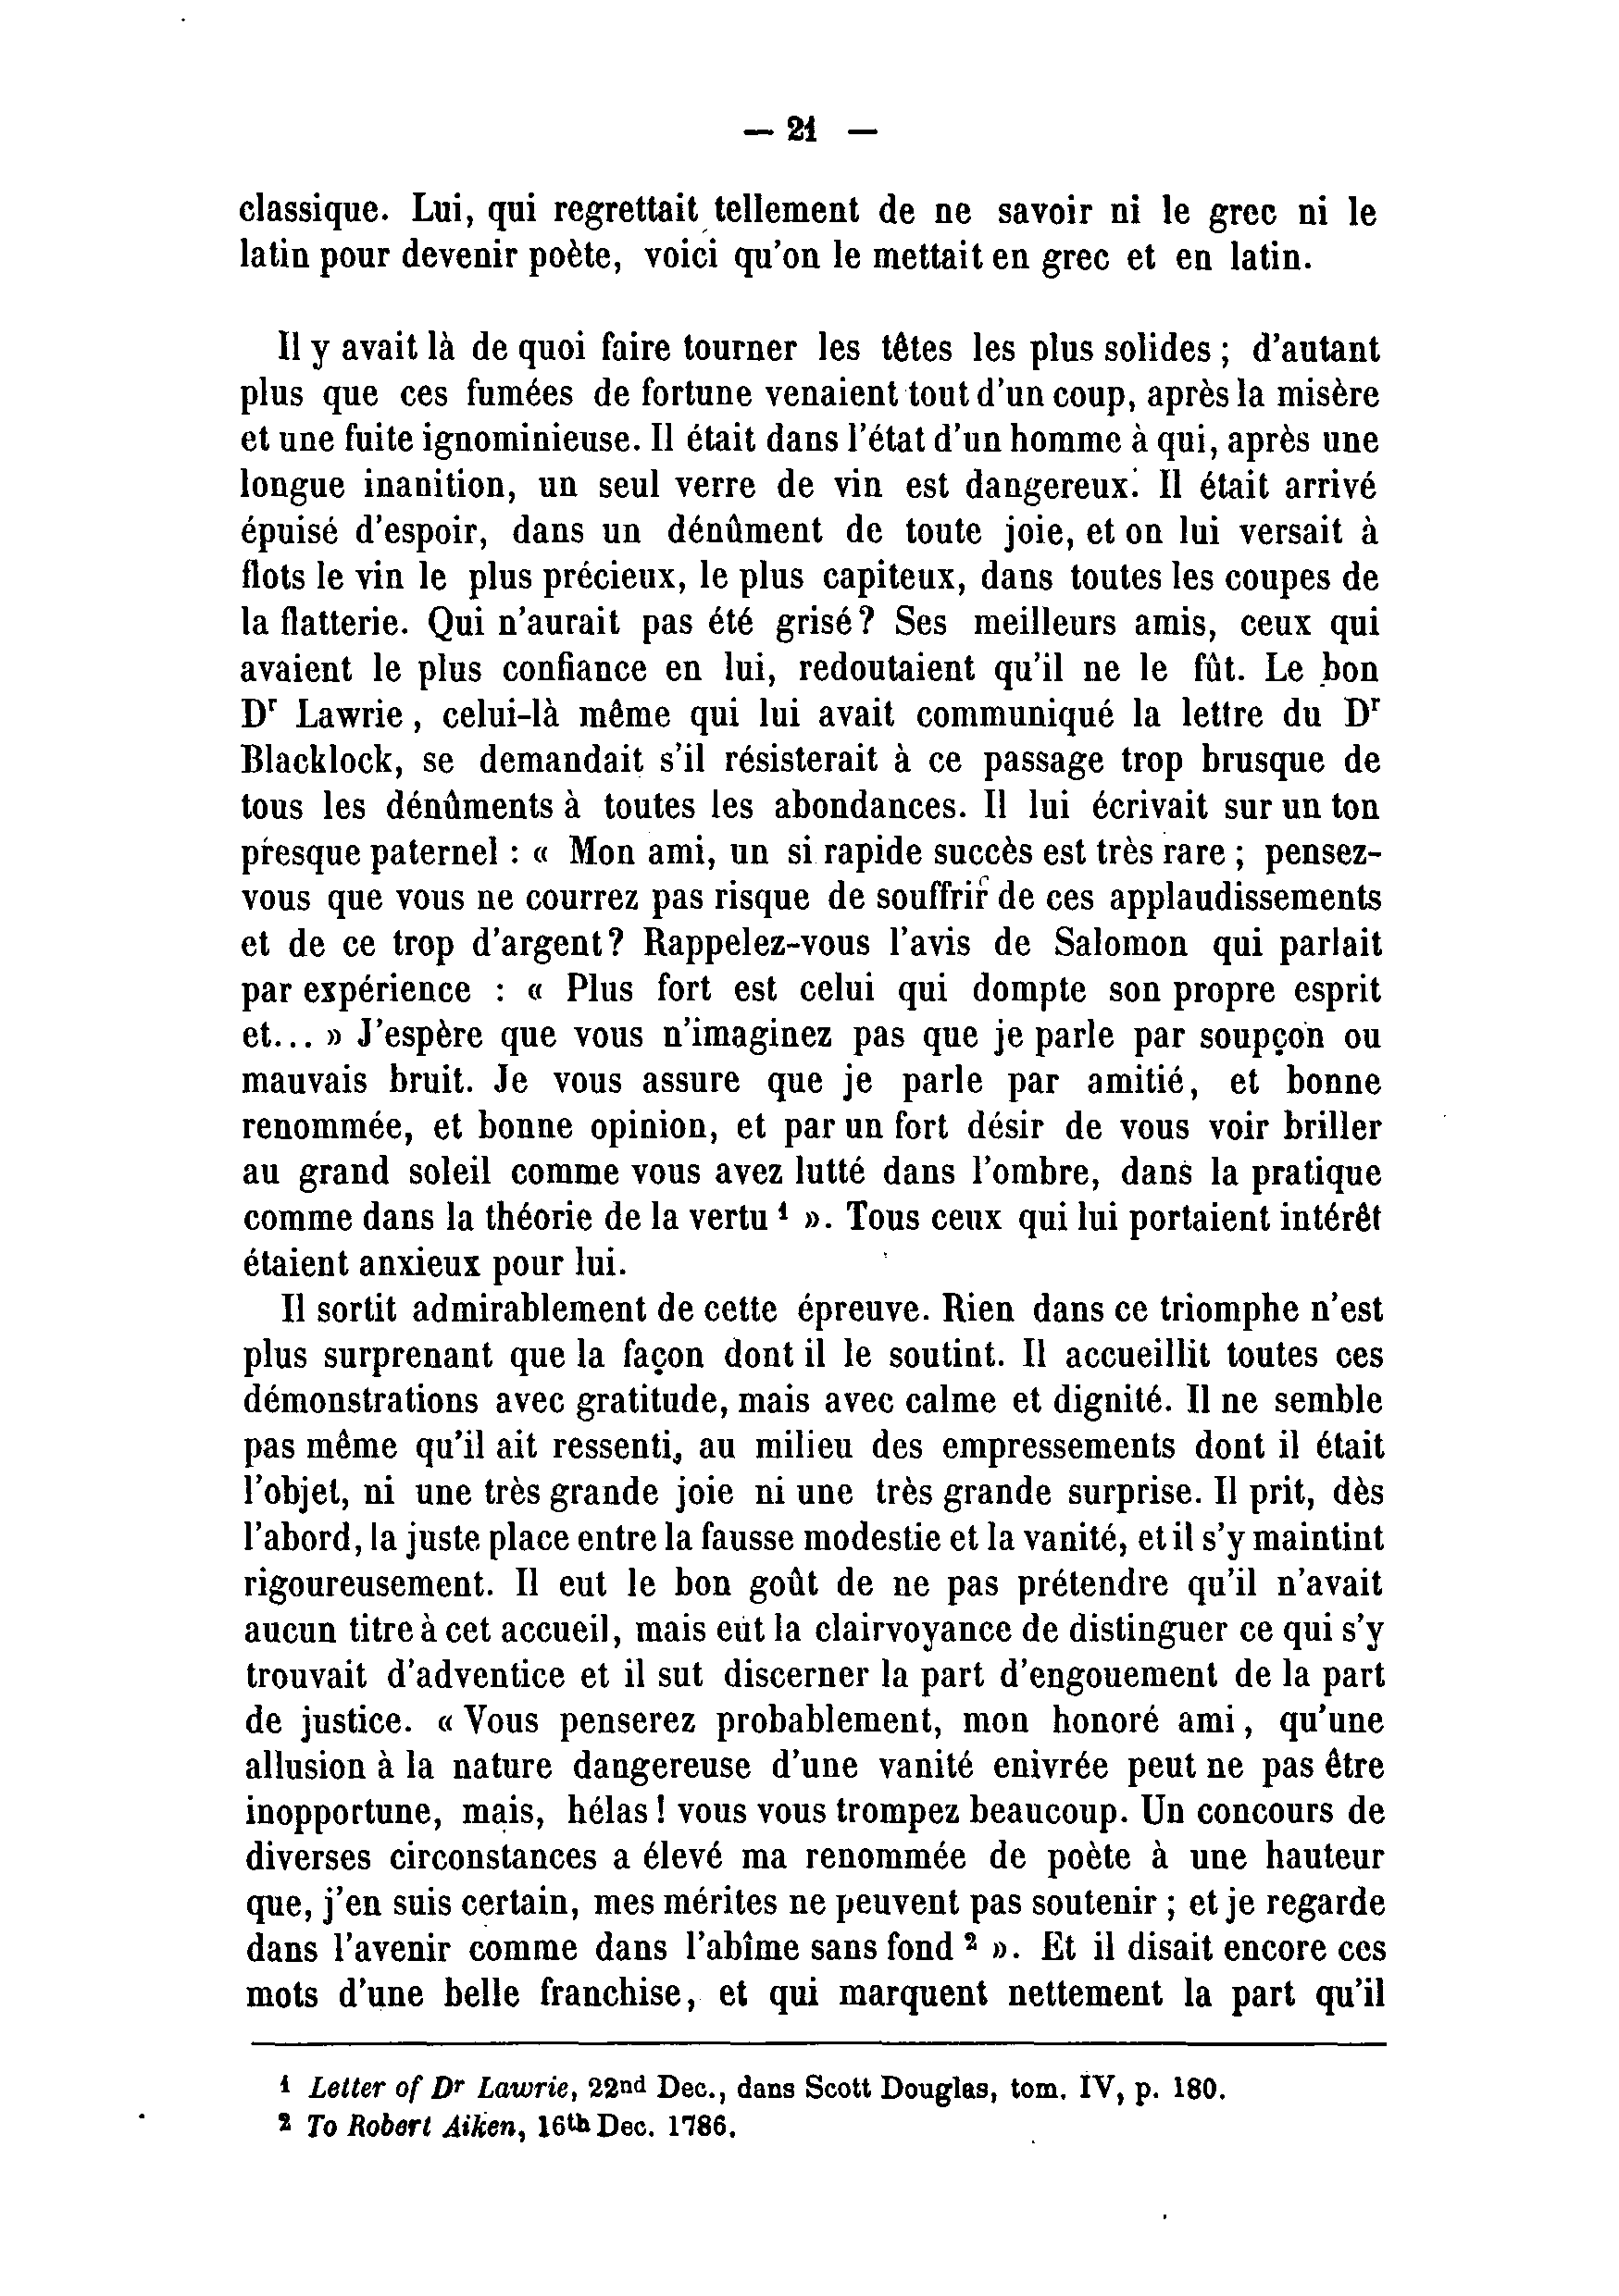 — 21 —
classique. Lui, qui regrettait tellement de ne savoir ni le grec ni le
latin pour devenir poète, voici qu'on le mettait en grec et en latin.
Il y avait là de quoi faire tourner les têtes les plus solides ; d'autant
plus que ces fumées de fortune venaient tout d'un coup, après la misère
et une fuite ignominieuse. Il était dans l'état d'un homme à qui, après une
longue inanition, un seul verre de vin est dangereux. Il était arrivé
épuisé d'espoir, dans un dénûment de toute joie, et on lui versait à
flots le vin le plus précieux, le plus capiteux, dans toutes les coupes de
la flatterie. Qui n'aurait pas été grisé? Ses meilleurs amis, ceux qui
avaient le plus confiance en lui, redoutaient qu'il ne le fût. Le bon
Dʳ Lawrie, celui-là même qui lui avait communiqué la lettre du Dʳ
Blacklock, se demandait s'il résisterait à ce passage trop brusque de
tous les dénûments à toutes les abondances. Il lui écrivait sur un ton
presque paternel : « Mon ami, un si rapide succès est très rare ; pensez-
vous que vous ne courrez pas risque de souffrir de ces applaudissements
et de ce trop d'argent? Rappelez-vous l'avis de Salomon qui parlait
par expérience : « Plus fort est celui qui dompte son propre esprit
et... » J'espère que vous n'imaginez pas que je parle par soupçon ou
mauvais bruit. Je vous assure que je parle par amitié, et bonne
renommée, et bonne opinion, et par un fort désir de vous voir briller
au grand soleil comme vous avez lutté dans l'ombre, dans la pratique
comme dans la théorie de la vertu ¹ ». Tous ceux qui lui portaient intérêt
étaient anxieux pour lui.
Il sortit admirablement de cette épreuve. Rien dans ce triomphe n'est
plus surprenant que la façon dont il le soutint. Il accueillit toutes ces
démonstrations avec gratitude, mais avec calme et dignité. Il ne semble
pas même qu'il ait ressenti, au milieu des empressements dont il était
l'objet, ni une très grande joie ni une très grande surprise. Il prit, dès
l'abord, la juste place entre la fausse modestie et la vanité, et il s'y maintint
rigoureusement. Il eut le bon goût de ne pas prétendre qu'il n'avait
aucun titre à cet accueil, mais eut la clairvoyance de distinguer ce qui s'y
trouvait d'adventice et il sut discerner la part d'engouement de la part
de justice. « Vous penserez probablement, mon honoré ami, qu'une
allusion à la nature dangereuse d'une vanité enivrée peut ne pas être
inopportune, mais, hélas ! vous vous trompez beaucoup. Un concours de
diverses circonstances a élevé ma renommée de poète à une hauteur
que, j'en suis certain, mes mérites ne peuvent pas soutenir ; et je regarde
dans l'avenir comme dans l'abîme sans fond ² ». Et il disait encore ces
mots d'une belle franchise, et qui marquent nettement la part qu'il
¹ Letter of Dʳ Lawrie, 22nd Dec., dans Scott Douglas, tom. IV, p. 180.
² To Robert Aiken, 16th Dec. 1786.